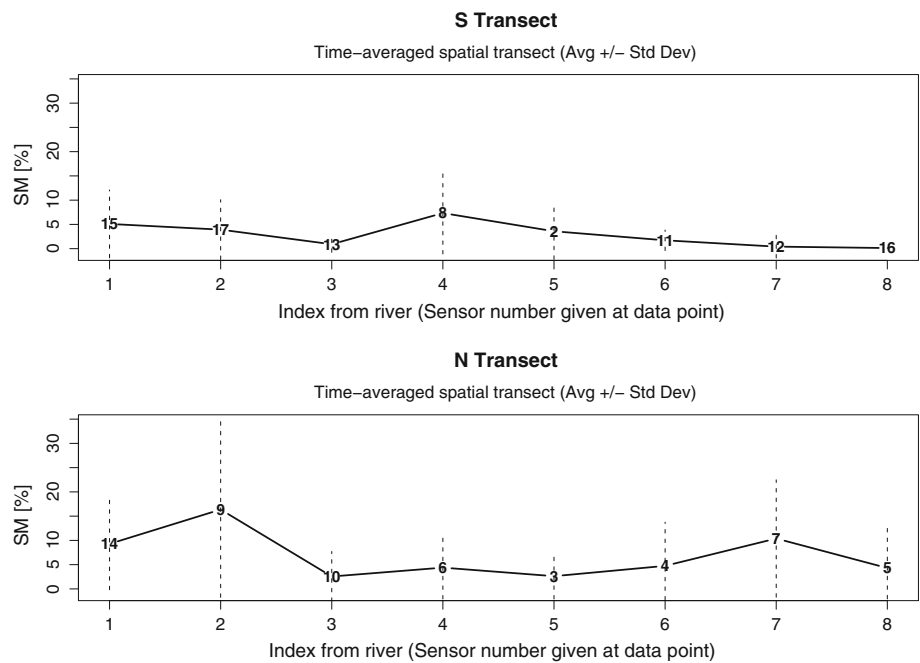 S Transect
Time−averaged spatial transect (Avg +/− Std Dev)
SM [%]
30
20
10
5
0
15
17
13
8
2
11
12
16
1 2 3 4 5 6 7 8
Index from river (Sensor number given at data point)
N Transect
Time−averaged spatial transect (Avg +/− Std Dev)
SM [%]
30
20
10
5
0
14
9
10
6
3
4
7
5
1 2 3 4 5 6 7 8
Index from river (Sensor number given at data point)